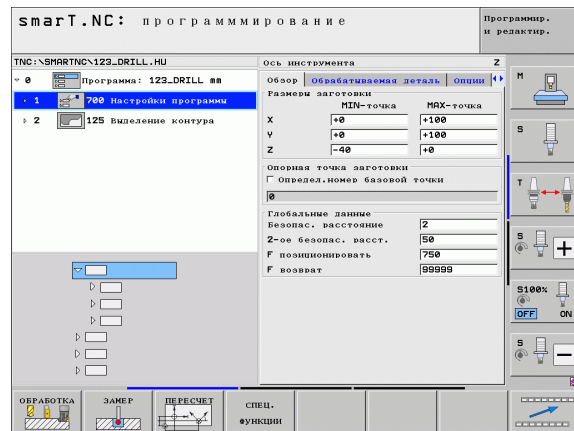 smarT.NC: программмирование
Программир.
и редактир.
TNC:\SMARTNC\123_DRILL.HU
0 Программа: 123_DRILL mm
1 700 Настройки программы
2 125 Выделение контура
Ось инструмента Z
Обзор Обрабатываемая деталь Опции
Размеры заготовки
MIN-точка MAX-точка
X +0 +100
Y +0 +100
Z -40 +0
Опорная точка заготовки
Определ.номер базовой точки
0
Глобальные данные
Безопас. расстояние 2
2-ое безопас. расст. 50
F позиционировать 750
F возврат 99999
M
S
T
S
S100%
OFF ON
S
ОБРАБОТКА
ЗАМЕР
ПЕРЕСЧЕТ
СПЕЦ.
ФУНКЦИИ